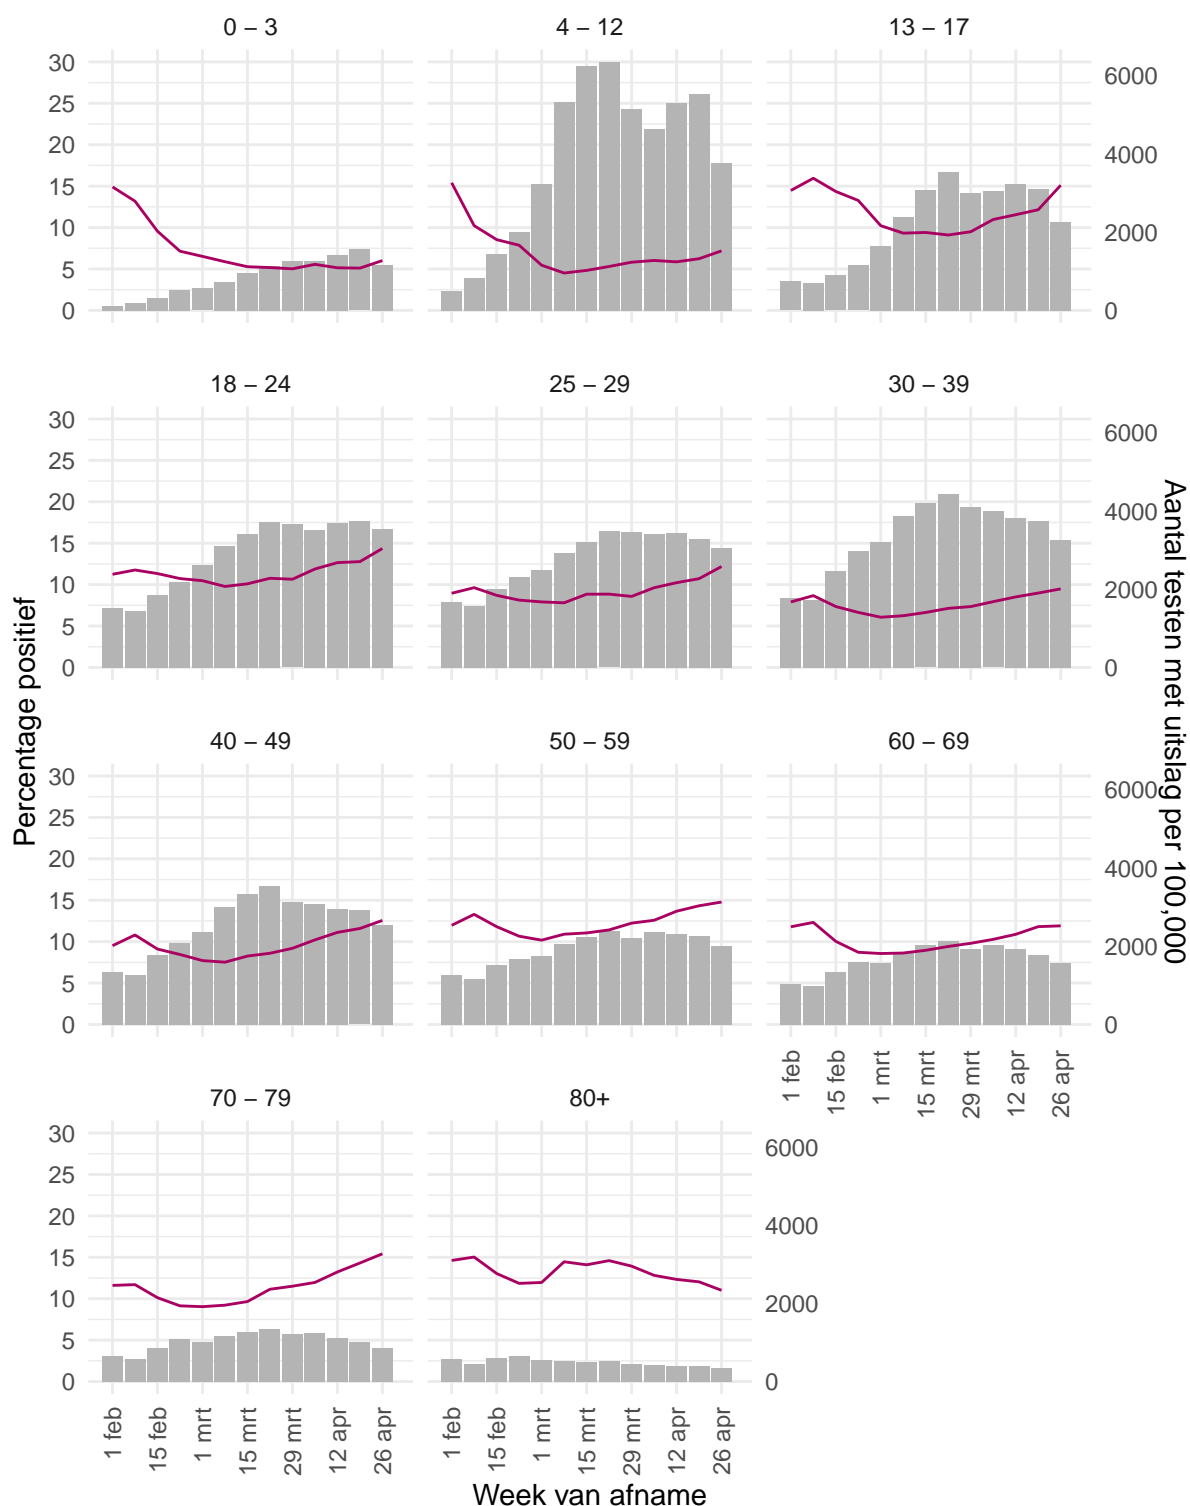 0 – 3
4 – 12
13 – 17
30
25
20
15
10
5
0
6000
4000
2000
0
18 – 24
25 – 29
30 – 39
30
25
20
15
10
5
0
6000
4000
2000
0
Percentage positief
Aantal testen met uitslag per 100,000
40 – 49
50 – 59
60 – 69
30
25
20
15
10
5
0
6000
4000
2000
0
1 feb
15 feb
1 mrt
15 mrt
29 mrt
12 apr
26 apr
70 – 79
80+
30
25
20
15
10
5
0
6000
4000
2000
0
1 feb
15 feb
1 mrt
15 mrt
29 mrt
12 apr
26 apr
1 feb
15 feb
1 mrt
15 mrt
29 mrt
12 apr
26 apr
Week van afname